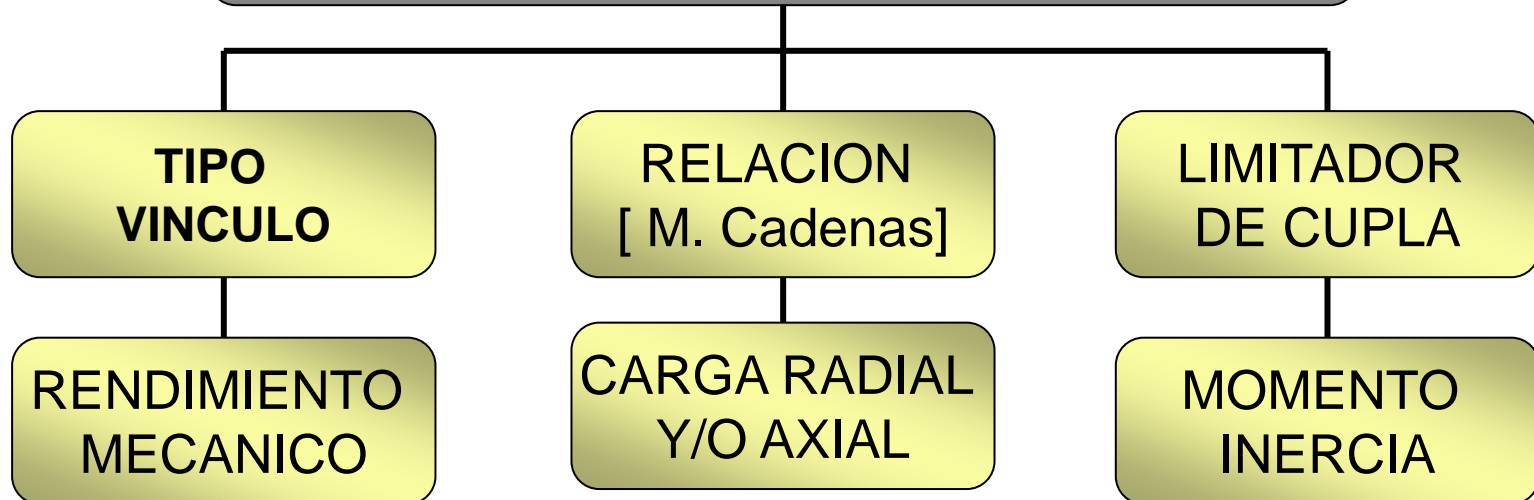 TIPO
VINCULO
RELACION
[ M. Cadenas]
LIMITADOR
DE CUPLA
RENDIMIENTO
MECANICO
CARGA RADIAL
Y/O AXIAL
MOMENTO
INERCIA